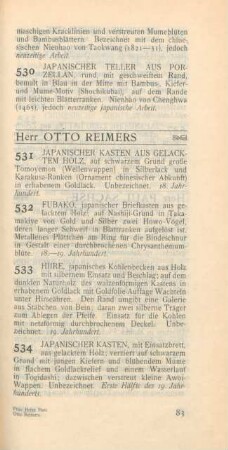 maschigen Kracklinien und verstreuten Mumeblüten
und Bambusblättern. Bezeichnet mit dem chine-
sischen Nienhao von Taokwang (1821—51), jedoch
neuzeitige Arbeit.
530 JAPANISCHER TELLER AUS POR-
ZELLAN, rund mit geschweiftem Rand,
bemalt in Blau in der Mitte mit Bambus, Kiefer-
und Mume-Motiv (Shochikubai), auf dem Rande
mit leichten Blätterranken. Nienhao von Chenghwa
(1465), jedoch neuzeitige japanische Arbeit.
Herr OTTO REIMERS
531 JAPANISCHER KASTEN AUS GELACK-
TEM HOLZ, auf schwarzem Grund große
Tomoyemon (Wellenwappen) in Silberlack und
Karakusa-Ranken (Ornament chinesischer Abkunft)
in erhabenem Goldlack. Unbezeichnet. 18. Jahr-
hundert.
532 FUBAKO, japanischer Briefkasten aus ge-
lacktem Holz; auf Nashiji-Grund in Taka-
makiye von Gold und Silber zwei Howo-Vögel
deren langer Schweif in Blattranken aufgelöst ist.
Metallenes Plättchen am Ring für die Bindeschnur
in Gestalt einer durchbrochenen Chrysanthemum-
blüte. 18.—19. Jahrhundert.
533 HIIRE, japanisches Kohlenbecken aus Holz
mit silbernem Einsatz und Beschlag; auf dem
dunklen Naturholz des walzenförmigen Kastens in
erhabenem Goldlack mit Goldfolie-Auflage Wachteln
unter Hirseähren. Den Rand umgibt eine Galerie
aus Stäbchen von Bein; daran zwei silberne Träger
zum Ablegen der Pfeife. Einsatz für die Kohlen
mit netzförmig durchbrochenem Deckel. Unbe-
zeichnet. 19. Jahrhundert.
534 JAPANISCHER KASTEN, mit Einsatzbrett,
aus gelacktem Holz; verziert auf schwarzem
Grund mit jungen Kiefern und blühendem Mume
in flachem Goldlackrelief und einem Wasserlauf
in Togidashi; dazwischen verstreut kleine Awoi-
Wappen. Unbezeichnet. Erste Hälfte des 19. Jahr-
hunderts.
83